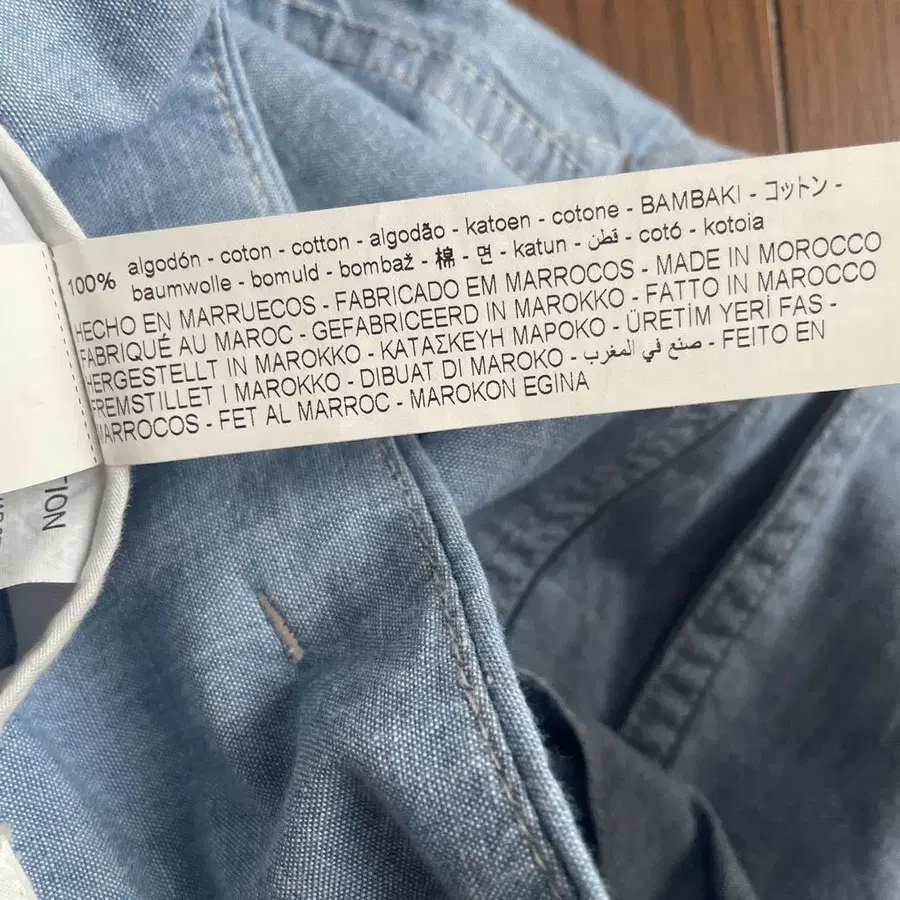 100% algodón - coton - cotton - algodão - katoen - cotone - BAMBAKI - コットン -
baumwolle - bomuld - bombaž - 棉 - 면 - katun - قطن - cotó - kotoia
HECHO EN MARRUECOS - FABRICADO EM MARROCOS - MADE IN MOROCCO
FABRIQUÉ AU MAROC - GEFABRICEERD IN MAROKKO - FATTO IN MAROCCO
HERGESTELLT IN MAROKKO - ΚΑΤΑΣΚΕΥΗ ΜΑΡΟΚΟ - ÜRETİM YERİ FAS -
FREMSTILLET I MAROKKO - DIBUAT DI MAROKO - صنع في المغرب - FEITO EN
MARROCOS - FET AL MARROC - MAROKON EGINA
TION